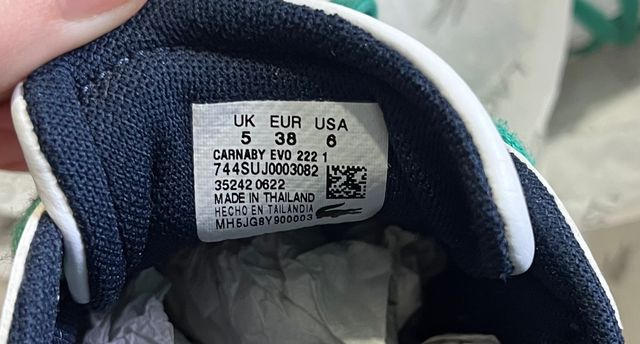 UK EUR USA
5 38 6
CARNABY EVO 222 1
744SUJ0003082
35242 0622
MADE IN THAILAND
HECHO EN TAILANDIA
MH5JG8Y900003